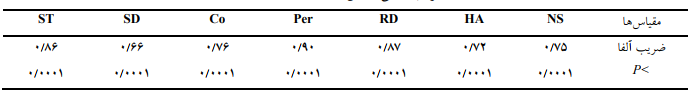 مقیاس‌ها NS HA RD Per Co SD ST
ضریب آلفا ۰/۷۵ ۰/۷۲ ۰/۸۷ ۰/۹۰ ۰/۷۶ ۰/۶۶ ۰/۸۶
P< ۰/۰۰۰۱ ۰/۰۰۰۱ ۰/۰۰۰۱ ۰/۰۰۰۱ ۰/۰۰۰۱ ۰/۰۰۰۱ ۰/۰۰۰۱